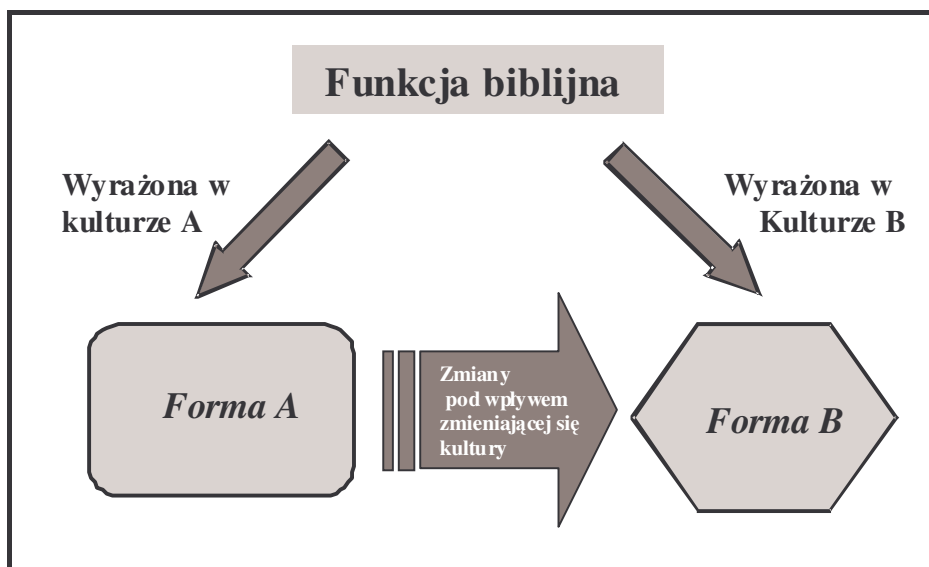 Funkcja biblijna
Wyrażona w
kulturze A
Wyrażona w
Kulturze B
Forma A
Zmiany
pod wpływem
zmieniającej się
kultury
Forma B